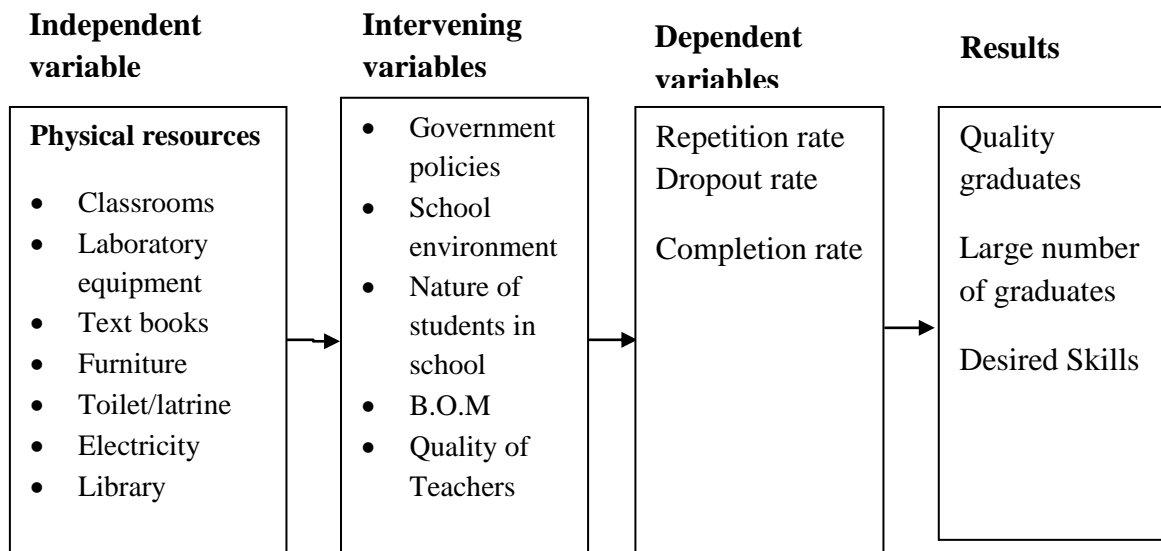 Independent
variable
Physical resources
• Classrooms
• Laboratory
equipment
• Text books
• Furniture
• Toilet/latrine
• Electricity
• Library
Intervening
variables
• Government
policies
• School
environment
• Nature of
students in
school
• B.O.M
• Quality of
Teachers
Dependent
variables
Repetition rate
Dropout rate
Completion rate
Results
Quality
graduates
Large number
of graduates
Desired Skills